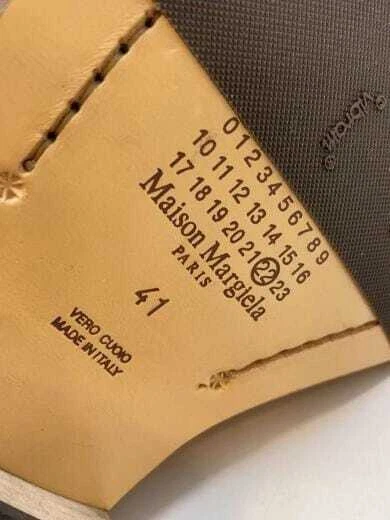 0 1 2 3 4 5 6 7 8 9
10 11 12 13 14 15 16
17 18 19 20 21 22 23
Maison Margiela
PARIS
41
VERO CUOIO
MADE IN ITALY